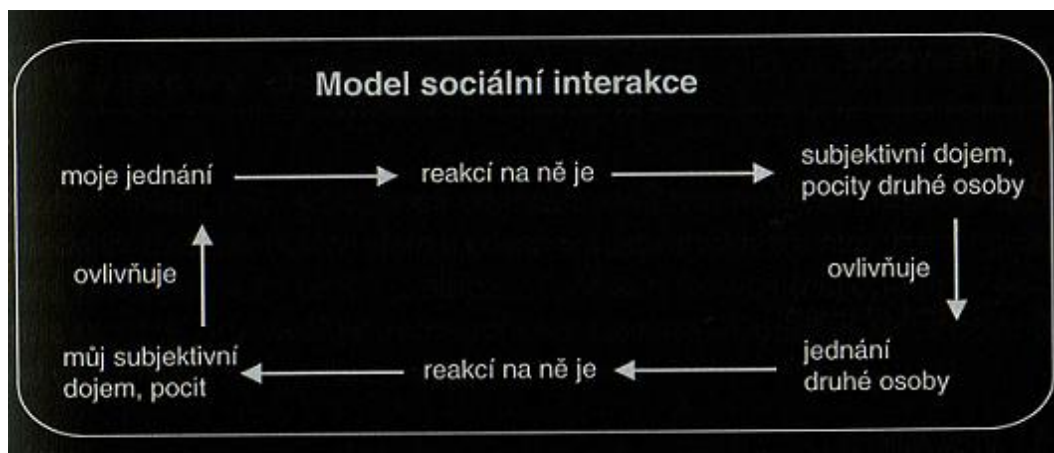 Model sociální interakce
moje jednání
reakcí na ně je
subjektivní dojem,
pocity druhé osoby
ovlivňuje
ovlivňuje
můj subjektivní
dojem, pocit
reakcí na ně je
jednání
druhé osoby